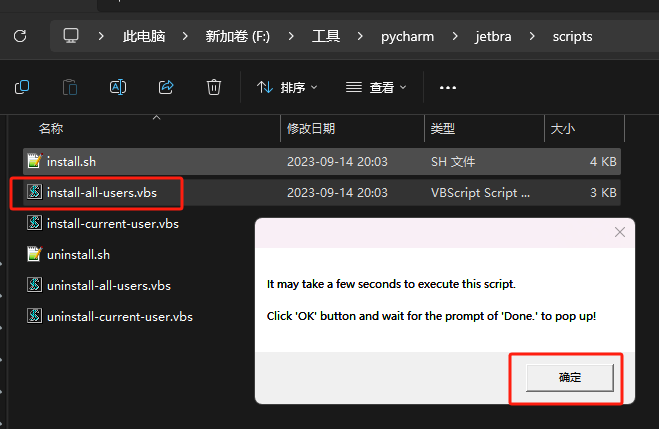 此电脑 > 新加卷 (F:) > 工具 > pycharm > jetbra > scripts
排序 查看 ...
名称 修改日期 类型 大小
install.sh 2023-09-14 20:03 SH 文件 4 KB
install-all-users.vbs 2023-09-14 20:03 VBScript Script ... 3 KB
install-current-user.vbs
uninstall.sh
uninstall-all-users.vbs
uninstall-current-user.vbs
It may take a few seconds to execute this script.
Click 'OK' button and wait for the prompt of 'Done.' to pop up!
确定